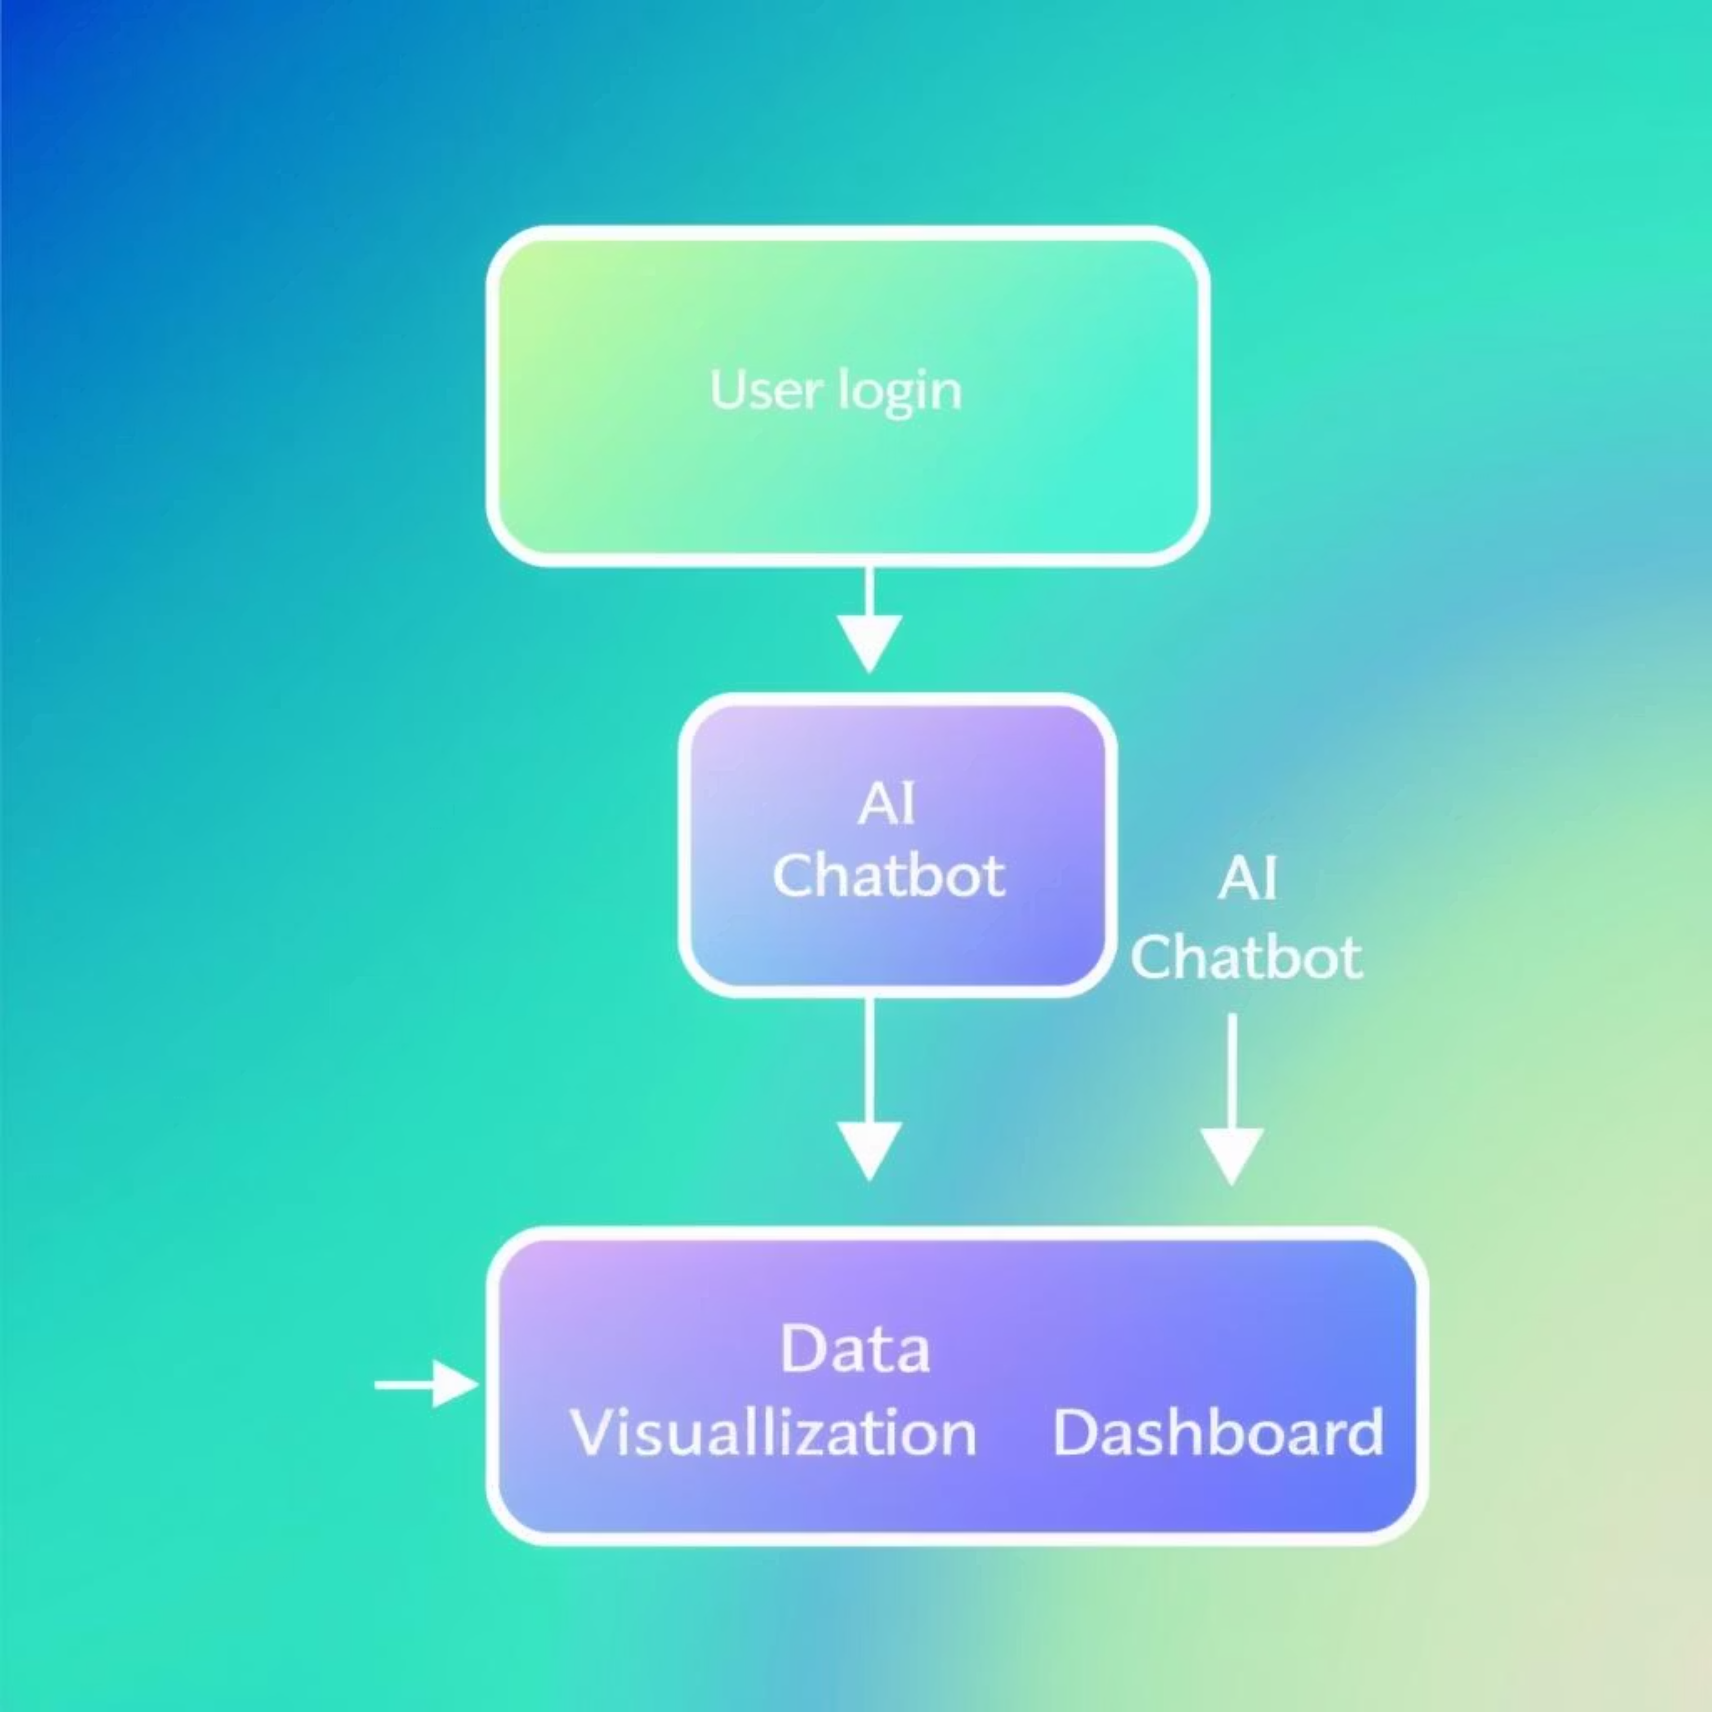 User login
AI
Chatbot
AI
Chatbot
Data
Visuallization Dashboard